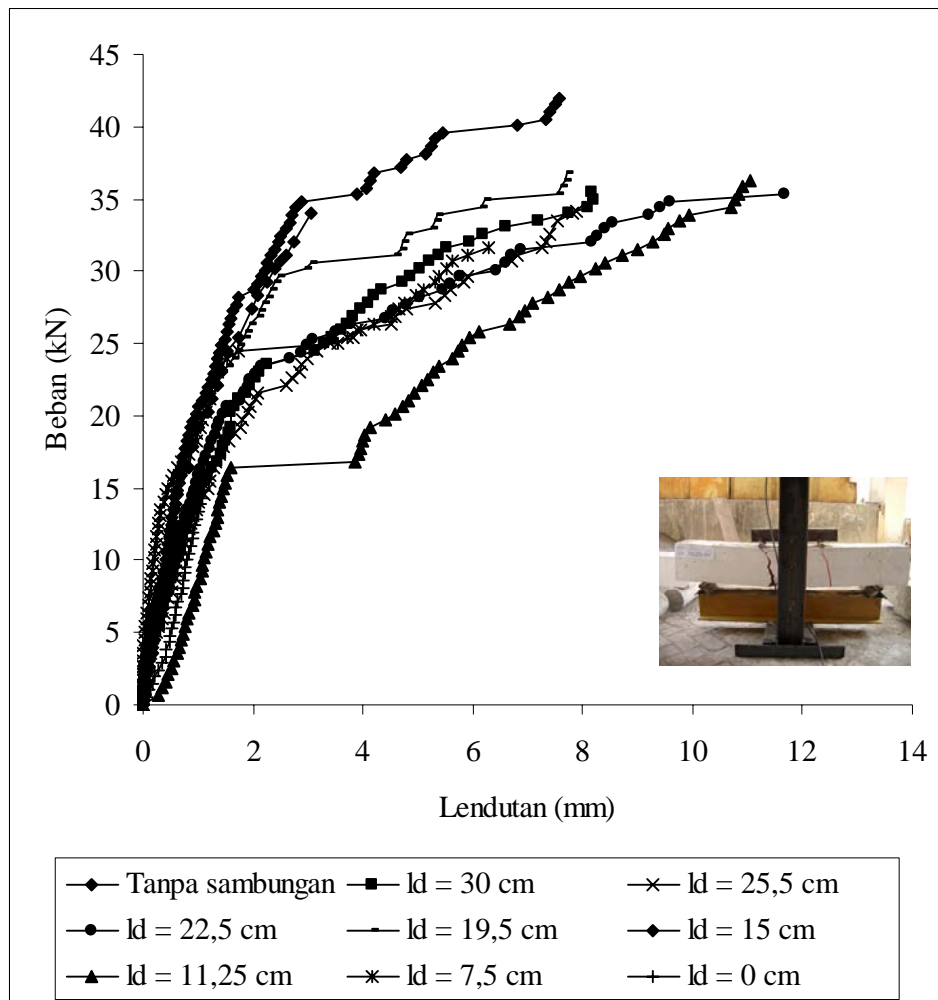 45
40
35
30
25
20
15
10
5
0
Beban (kN)
0 2 4 6 8 10 12 14
Lendutan (mm)
Tanpa sambungan ld = 30 cm ld = 25,5 cm
ld = 22,5 cm ld = 19,5 cm ld = 15 cm
ld = 11,25 cm ld = 7,5 cm ld = 0 cm